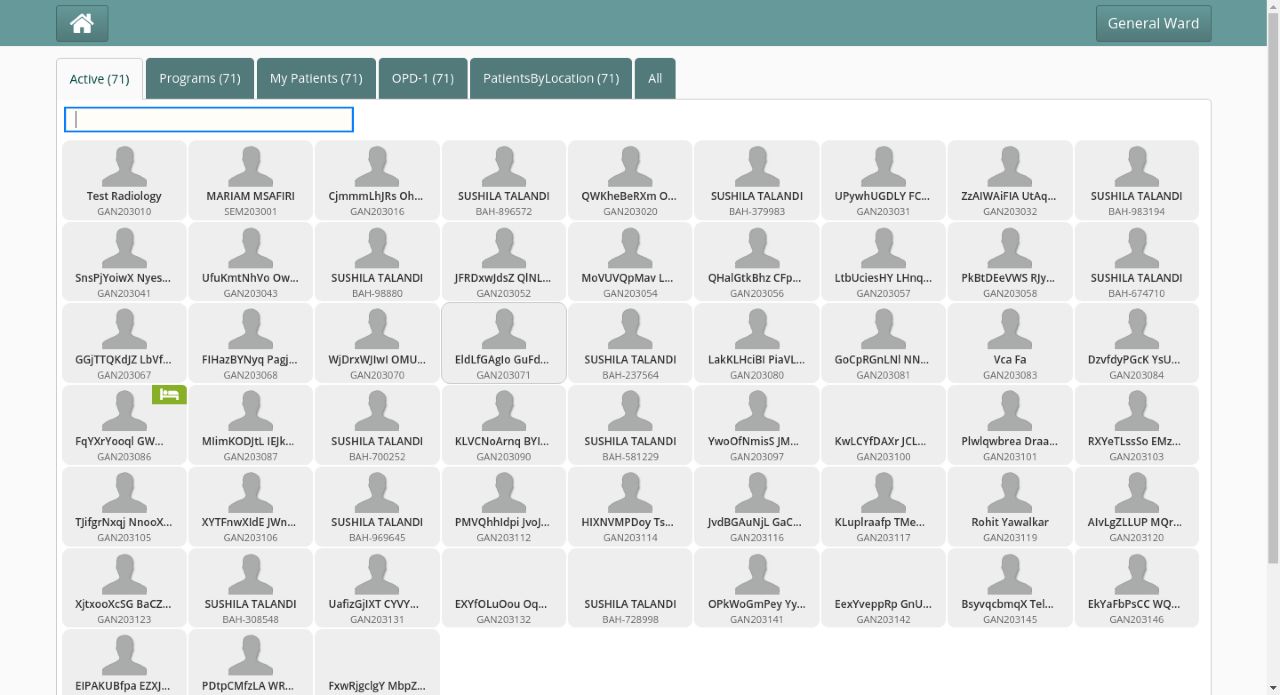 General Ward
Active (71)
Programs (71)
My Patients (71)
OPD-1 (71)
PatientsByLocation (71)
All
Test Radiology
GAN203010
MARIAM MSAFIRI
SEM203001
CjmmmLhJRs Oh...
GAN203016
SUSHILA TALANDI
BAH-896572
QWKheBeRXm O...
GAN203020
SUSHILA TALANDI
BAH-379983
UPywhUGDLY FC...
GAN203031
ZzAIWAiFIA UtAq...
GAN203032
SUSHILA TALANDI
BAH-983194
SnsPjYoiwX Nyes...
GAN203041
UfuKmtNhVo Ow...
GAN203043
SUSHILA TALANDI
BAH-98880
JFRDxwJdsZ QlNL...
GAN203052
MoVUVQpMav L...
GAN203054
QHalGtkBhz CFp...
GAN203056
LtbUciesHY LHnq...
GAN203057
PkBtDEeVWS RJy...
GAN203058
SUSHILA TALANDI
BAH-674710
GGjTTQKdJZ LbVf...
GAN203067
FIHazBYNyq Pagj...
GAN203068
WjDrxWJIwI OMU...
GAN203070
EldLfGAgIo GuFd...
GAN203071
SUSHILA TALANDI
BAH-237564
LakKLHciBI PiaVL...
GAN203080
GoCpRGnLNl NN...
GAN203081
Vca Fa
GAN203083
DzvfdyPGcK YsU...
GAN203084
FqYXrYooql GW...
GAN203086
MIimKODJtL IEJk...
GAN203087
SUSHILA TALANDI
BAH-700252
KLVCNoArnq BYI...
GAN203090
SUSHILA TALANDI
BAH-581229
YwoOfNmisS JM...
GAN203097
KwLCYfDAXr JCL...
GAN203100
Plwlqwbrea Draa...
GAN203101
RXYeTLssSo EMz...
GAN203103
TJifgrNxqj NnooX...
GAN203105
XYTFnwXIdE JWn...
GAN203106
SUSHILA TALANDI
BAH-969645
PMVQhhIdpi JvoJ...
GAN203112
HIXNVMPDoy Ts...
GAN203114
JvdBGAuNjL GaC...
GAN203116
KLuplraafp TMe...
GAN203117
Rohit Yawalkar
GAN203119
AIvLgZLLUP MQr...
GAN203120
XjtxooXcSG BaCZ...
GAN203123
SUSHILA TALANDI
BAH-308548
UafizGjIXT CYVY...
GAN203131
EXYfOLuOou Oq...
GAN203132
SUSHILA TALANDI
BAH-728998
OPkWoGmPey Yy...
GAN203141
EexYveppRp GnU...
GAN203142
BsyvqcbmqX Tel...
GAN203145
EkYaFbPsCC WQ...
GAN203146
EIPAKUBfpa EZXJ...
PDtpCMfzLA WR...
FxwRjgclgY MbpZ...